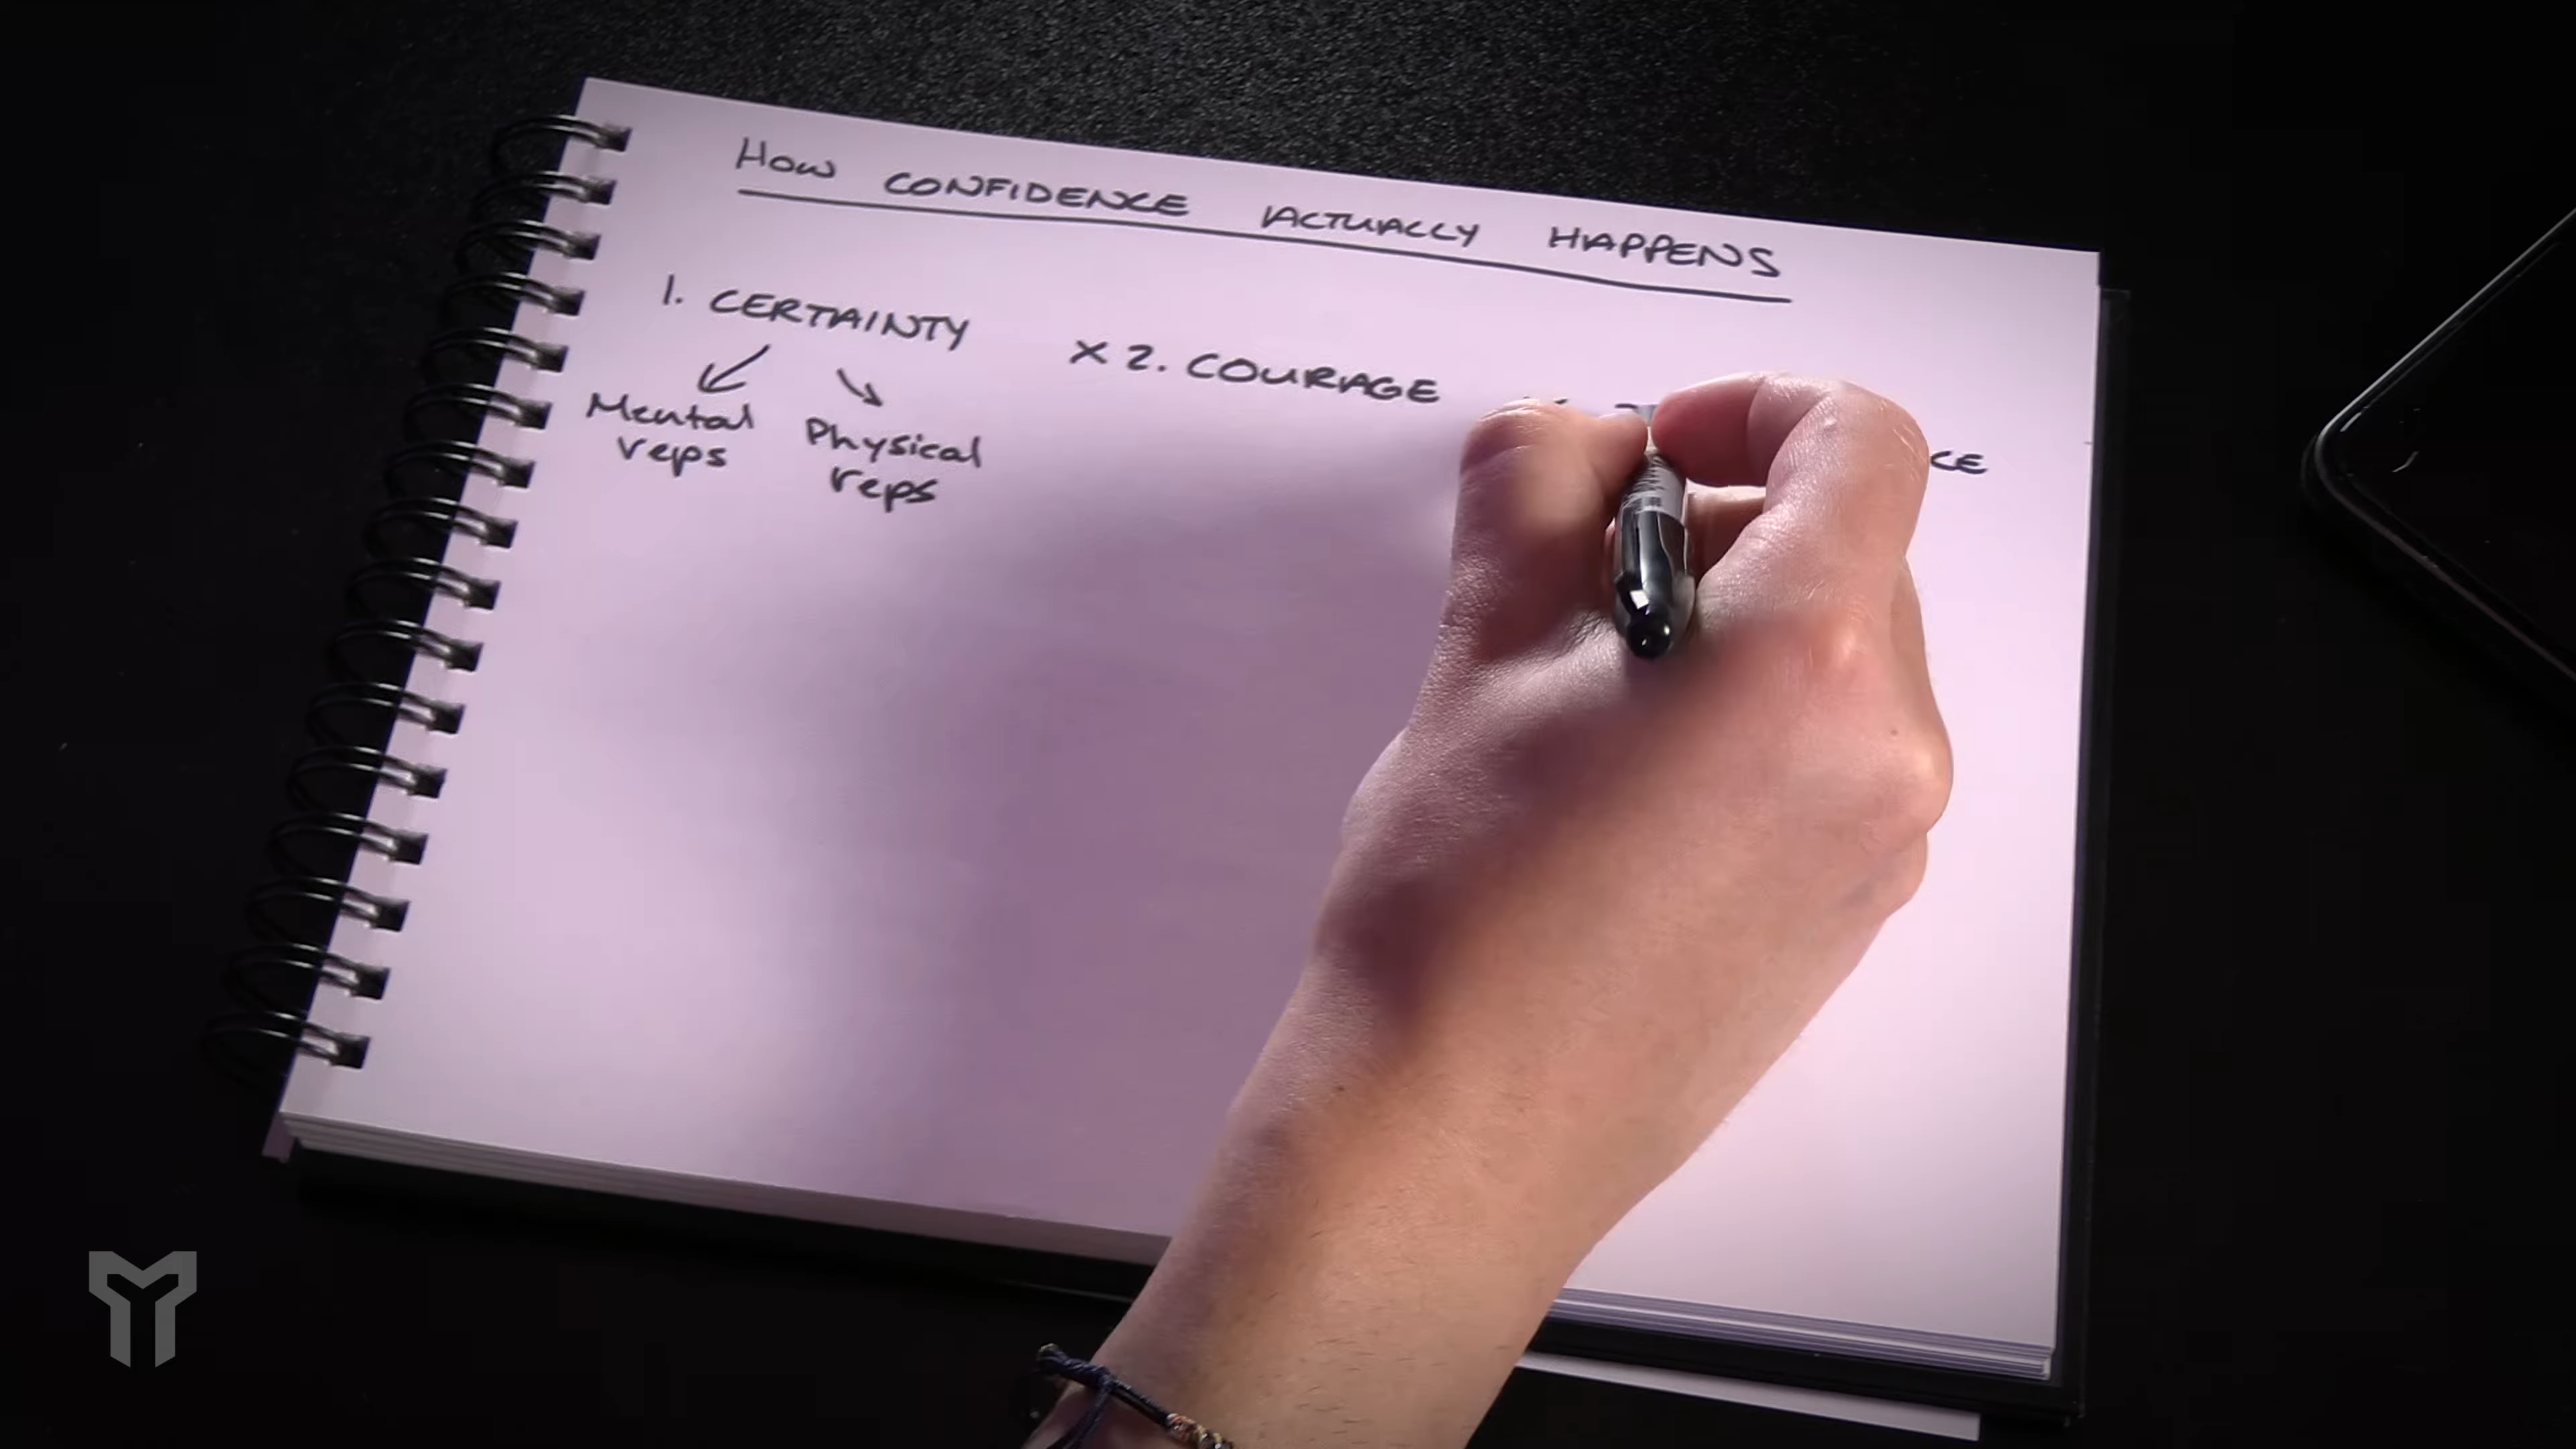 How CONFIDENCE ACTUALLY HAPPENS
1. CERTAINTY
X 2. COURAGE
Mental
reps
Physical
reps